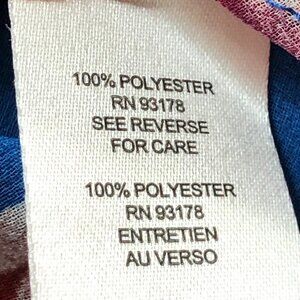 100% POLYESTER
RN 93178
SEE REVERSE
FOR CARE
100% POLYESTER
RN 93178
ENTRETIEN
AU VERSO